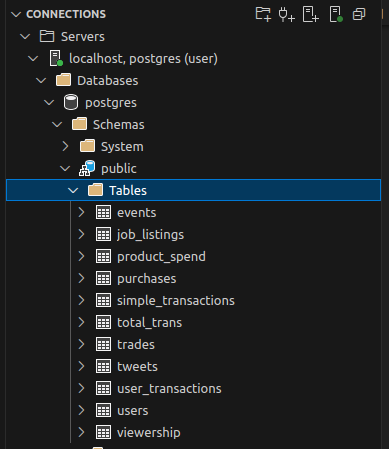 CONNECTIONS
Servers
localhost, postgres (user)
Databases
postgres
Schemas
System
public
Tables
events
job_listings
product_spend
purchases
simple_transactions
total_trans
trades
tweets
user_transactions
users
viewership